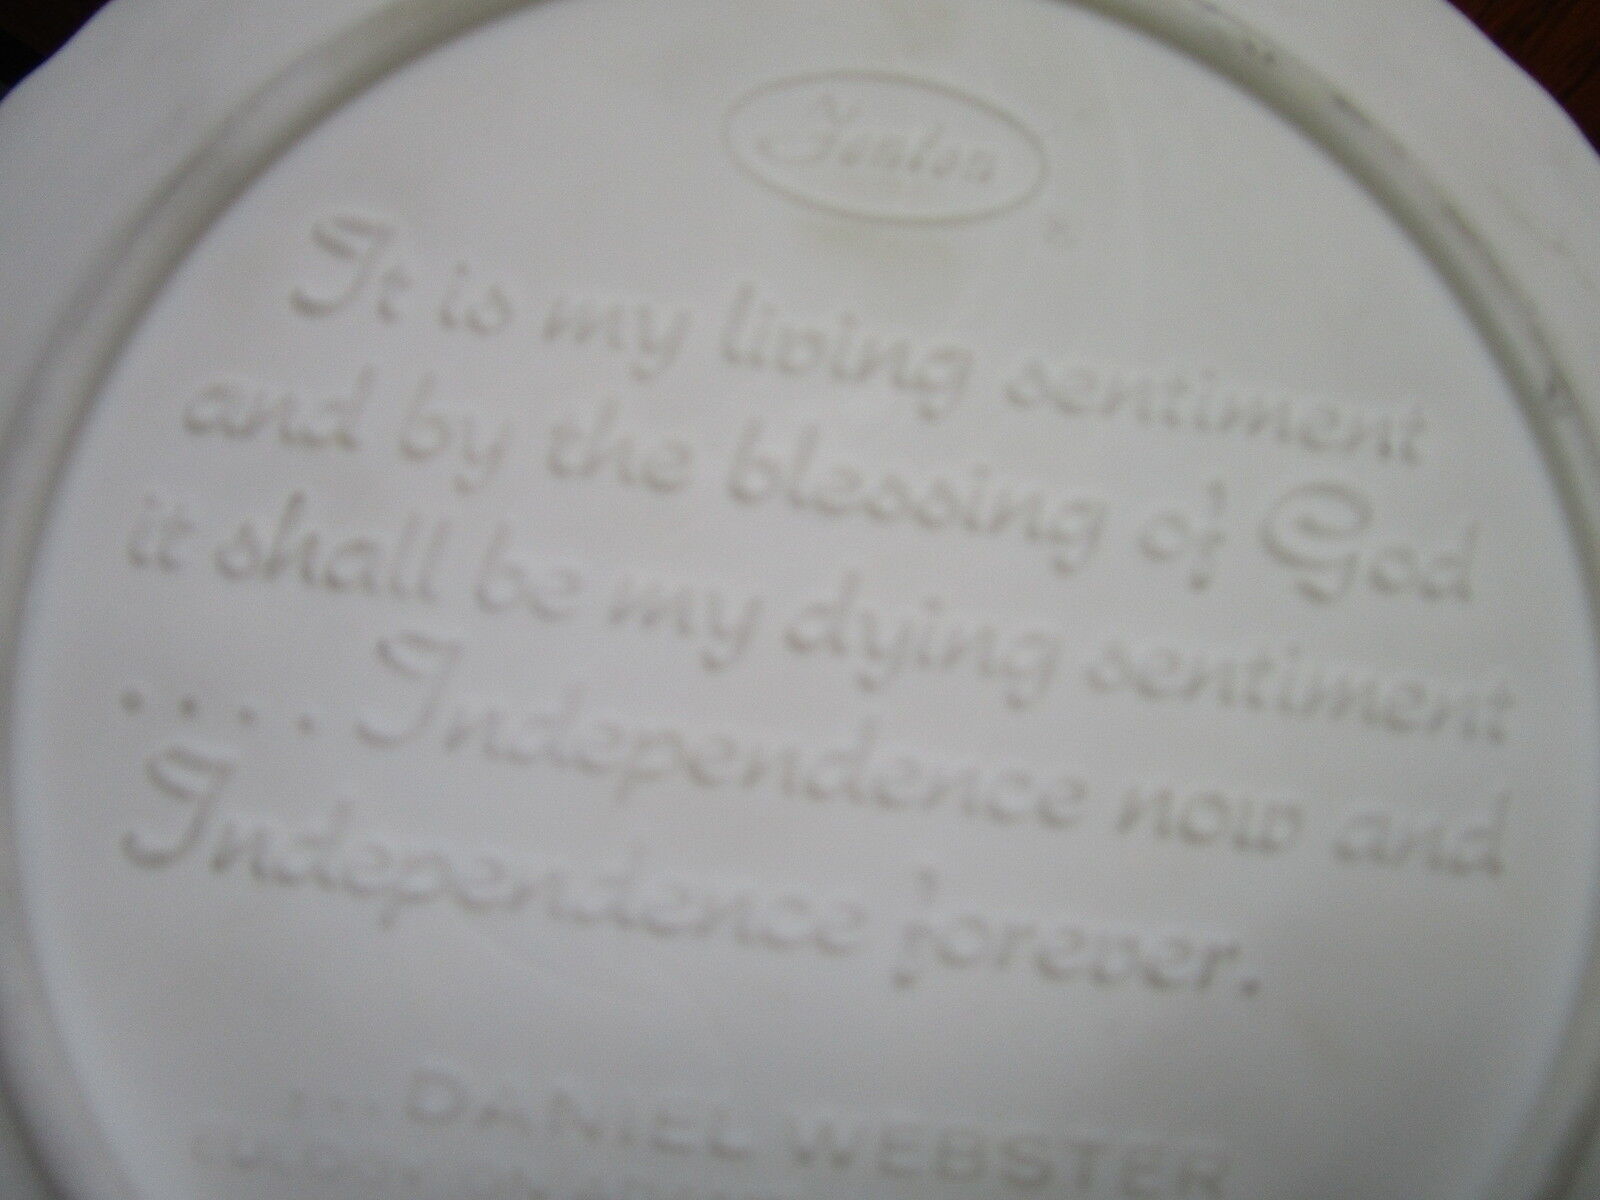 Fenton
It is my living sentiment
and by the blessing of God
it shall be my dying sentiment
.... Independence now and
Independence forever.
... DANIEL WEBSTER